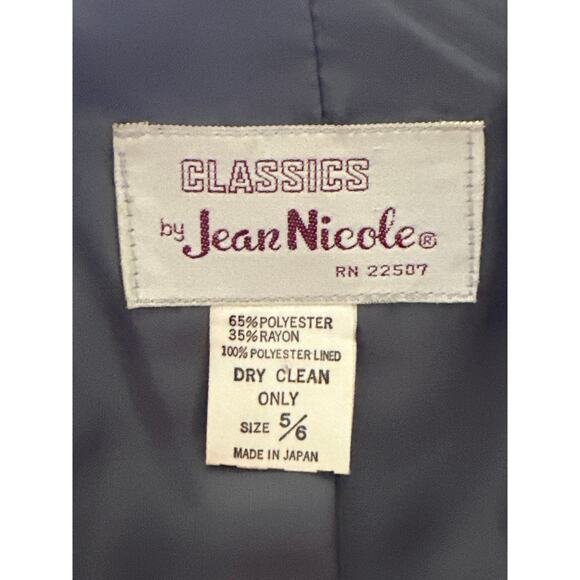 CLASSICS
by Jean Nicole®
RN 22507
65% POLYESTER
35% RAYON
100% POLYESTER LINED
DRY CLEAN
ONLY
SIZE 5/6
MADE IN JAPAN